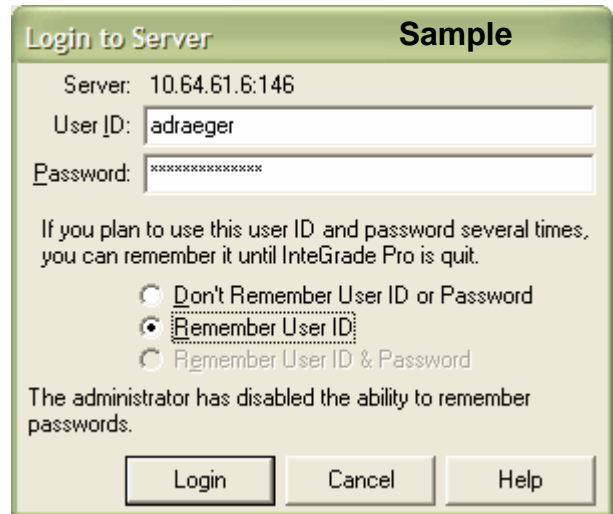 Login to Server Sample
Server: 10.64.61.6:146
User ID: adraeger
Password: **************
If you plan to use this user ID and password several times,
you can remember it until InteGrade Pro is quit.
Don't Remember User ID or Password
Remember User ID
Remember User ID & Password
The administrator has disabled the ability to remember
passwords.
Login Cancel Help